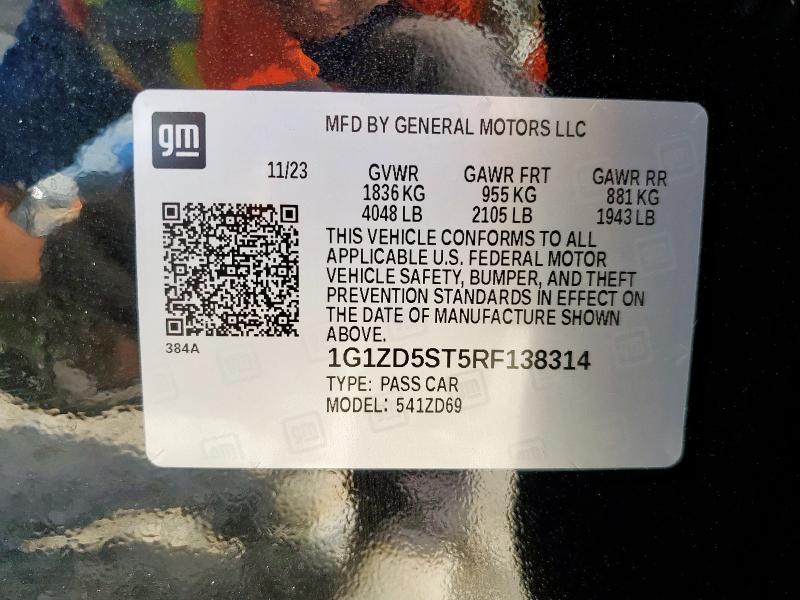 gm
MFD BY GENERAL MOTORS LLC
11/23 GVWR GAWR FRT GAWR RR
1836 KG 955 KG 881 KG
4048 LB 2105 LB 1943 LB
THIS VEHICLE CONFORMS TO ALL
APPLICABLE U.S. FEDERAL MOTOR
VEHICLE SAFETY, BUMPER, AND THEFT
PREVENTION STANDARDS IN EFFECT ON
THE DATE OF MANUFACTURE SHOWN
ABOVE.
384A
1G1ZD5ST5RF138314
TYPE: PASS CAR
MODEL: 541ZD69